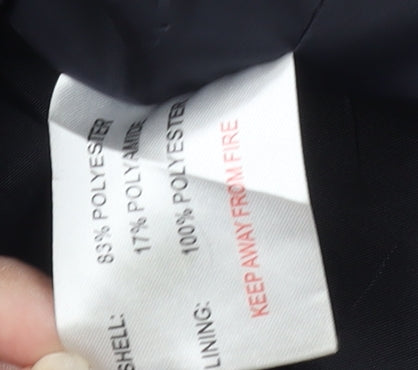 SHELL: 83% POLYESTER
17% POLYAMIDE
LINING: 100% POLYESTER
KEEP AWAY FROM FIRE